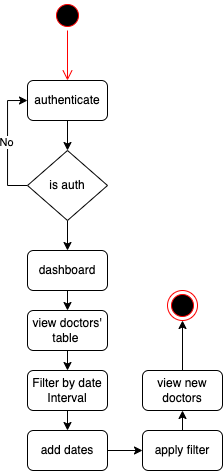 authenticate
No
is auth
dashboard
view doctors'
table
Filter by date
Interval
add dates
apply filter
view new
doctors